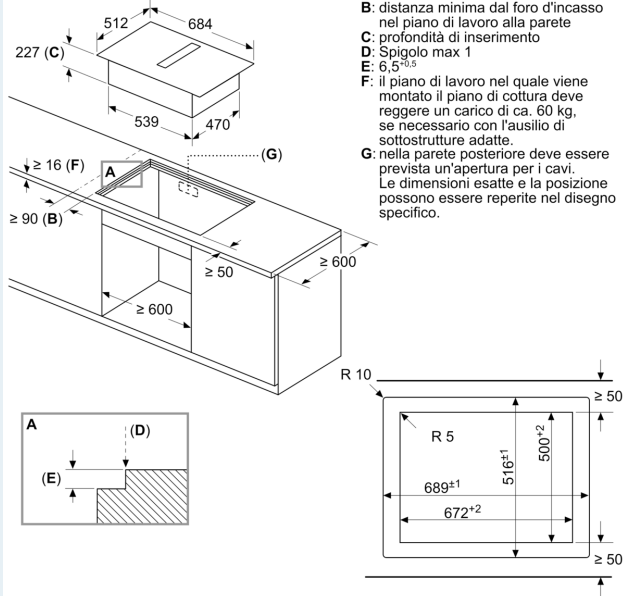 B: distanza minima dal foro d'incasso
nel piano di lavoro alla parete
C: profondità di inserimento
D: Spigolo max 1
E: 6,5+0,5
F: il piano di lavoro nel quale viene
montato il piano di cottura deve
reggere un carico di ca. 60 kg,
se necessario con l'ausilio di
sottostrutture adatte.
G: nella parete posteriore deve essere
prevista un'apertura per i cavi.
Le dimensioni esatte e la posizione
possono essere reperite nel disegno
specifico.
512
684
227 (C)
539
470
(G)
≥ 16 (F)
A
≥ 90 (B)
≥ 50
≥ 600
≥ 600
A
(D)
(E)
R 10
≥ 50
R 5
516±1
500+2
689±1
672+2
≥ 50